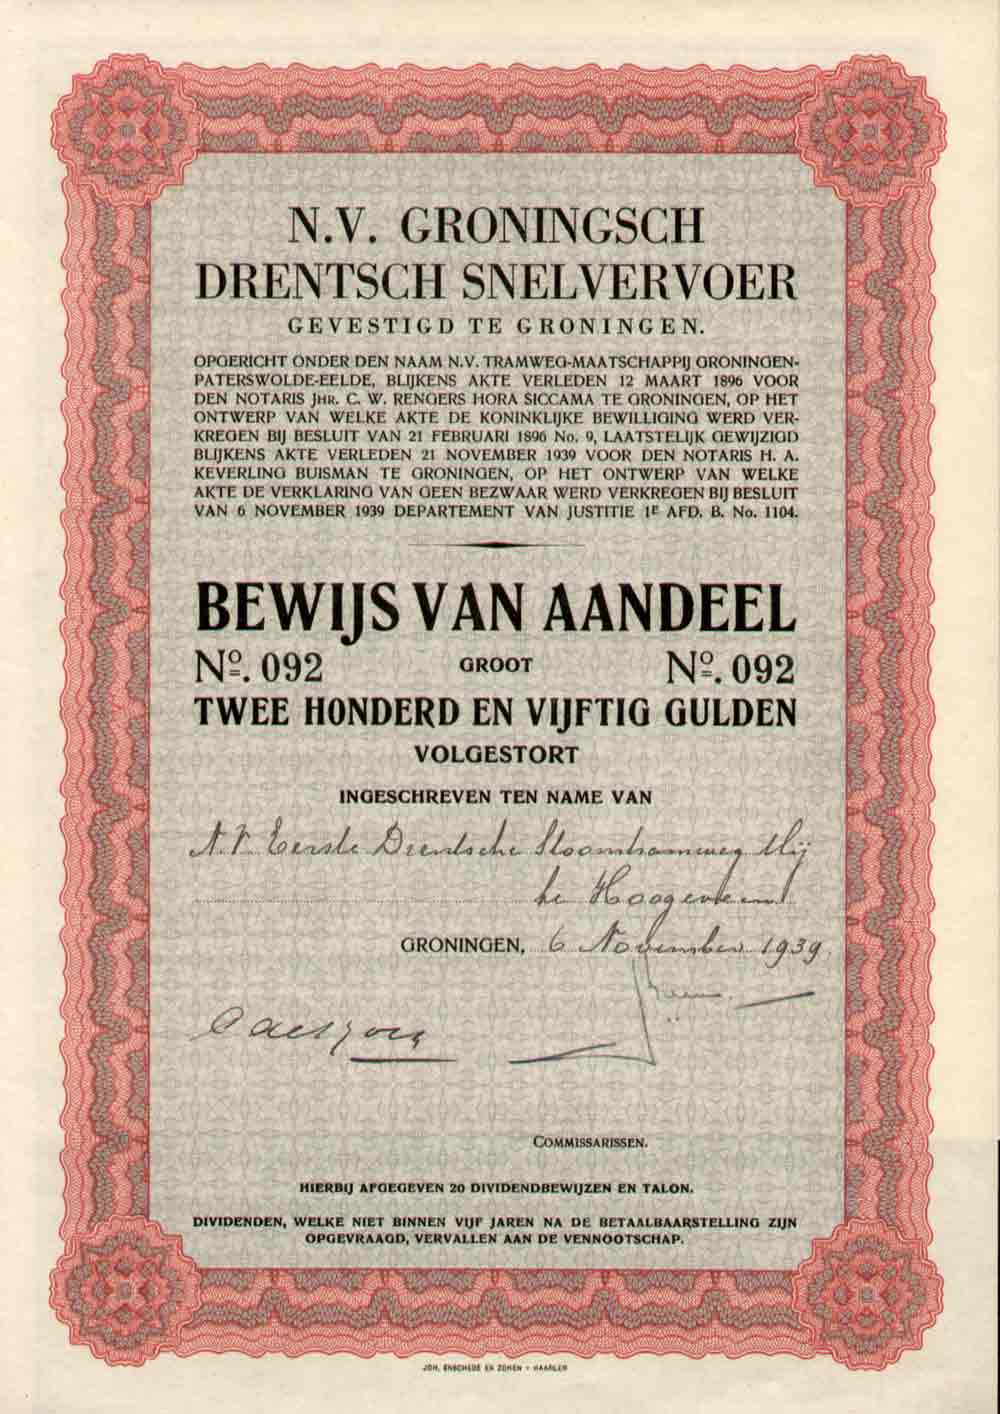 N.V. GRONINGSCH
DRENTSCH SNELVERVOER
GEVESTIGD TE GRONINGEN.
OPGERICHT ONDER DEN NAAM N.V. TRAMWEG-MAATSCHAPPIJ GRONINGEN-
PATERSWOLDE-EELDE, BLIJKENS AKTE VERLEDEN 12 MAART 1896 VOOR
DEN NOTARIS JHR. C. W. RENGERS HORA SICCAMA TE GRONINGEN, OP HET
ONTWERP VAN WELKE AKTE DE KONINKLIJKE BEWILLIGING WERD VER-
KREGEN BIJ BESLUIT VAN 21 FEBRUARI 1896 No. 9, LAATSTELIJK GEWIJZIGD
BLIJKENS AKTE VERLEDEN 21 NOVEMBER 1939 VOOR DEN NOTARIS H. A.
KEVERLING BUISMAN TE GRONINGEN, OP HET ONTWERP VAN WELKE
AKTE DE VERKLARING VAN GEEN BEZWAAR WERD VERKREGEN BIJ BESLUIT
VAN 6 NOVEMBER 1939 DEPARTEMENT VAN JUSTITIE 1E AFD. B. No. 1104.
BEWIJS VAN AANDEEL
No. 092 GROOT No. 092
TWEE HONDERD EN VIJFTIG GULDEN
VOLGESTORT
INGESCHREVEN TEN NAME VAN
N.V. Eerste Drentsche Stoomtramweg Mij
te Hoogeveen
GRONINGEN, 6 November 1939.
COMMISSARISSEN.
HIERBIJ AFGEGEVEN 20 DIVIDENDBEWIJZEN EN TALON.
DIVIDENDEN, WELKE NIET BINNEN VIJF JAREN NA DE BETAALBAARSTELLING ZIJN
OPGEVRAAGD, VERVALLEN AAN DE VENNOOTSCHAP.
JOH. ENSCHEDÉ EN ZONEN - HAARLEM